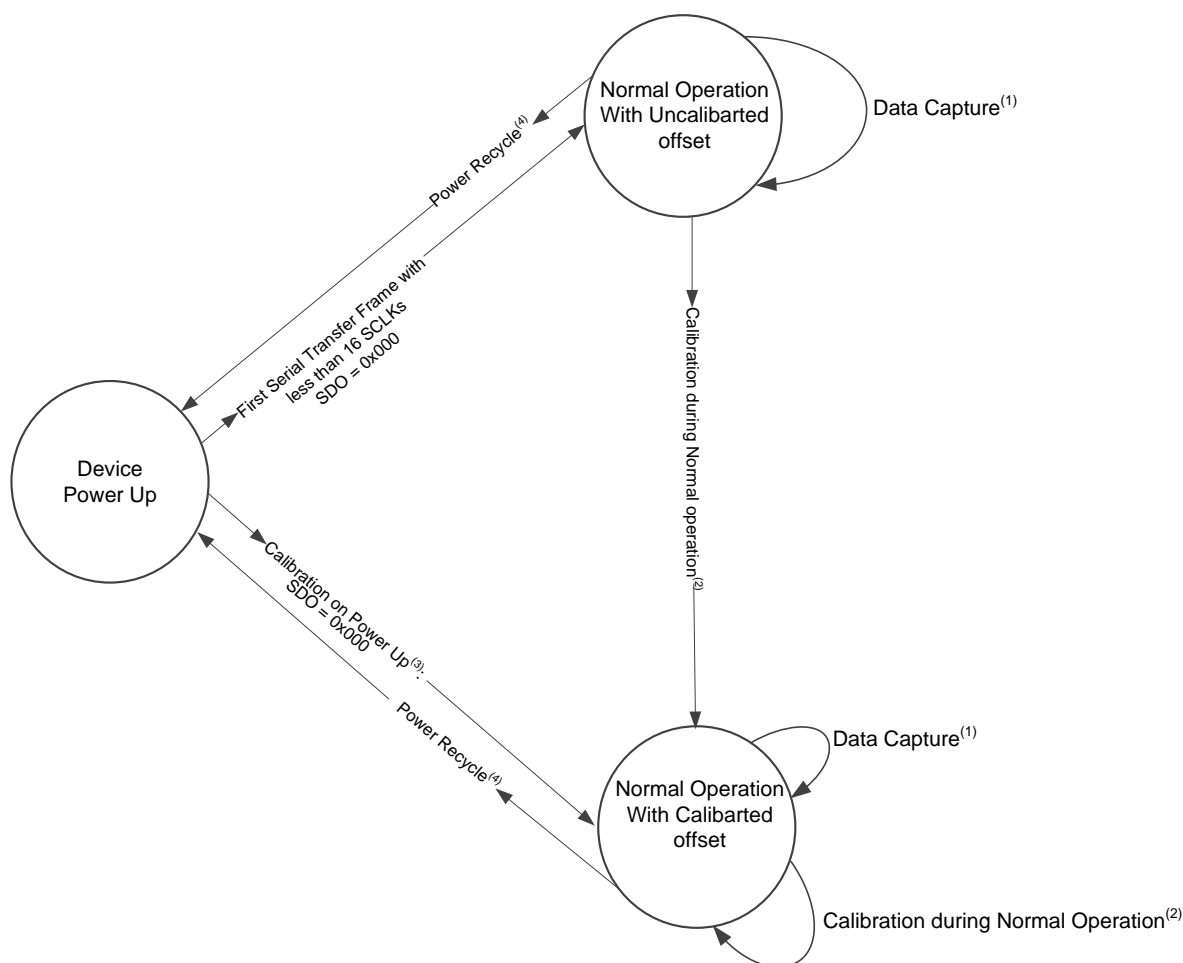 Normal Operation
With Uncalibarted
offset
Data Capture(1)
Power Recycle(4)
First Serial Transfer Frame with
less than 16 SCLKs
SDO = 0x000
Calibration during Normal operation(2)
Device
Power Up
Calibration on Power Up(3):
SDO = 0x000
Power Recycle(4)
Normal Operation
With Calibarted
offset
Data Capture(1)
Calibration during Normal Operation(2)